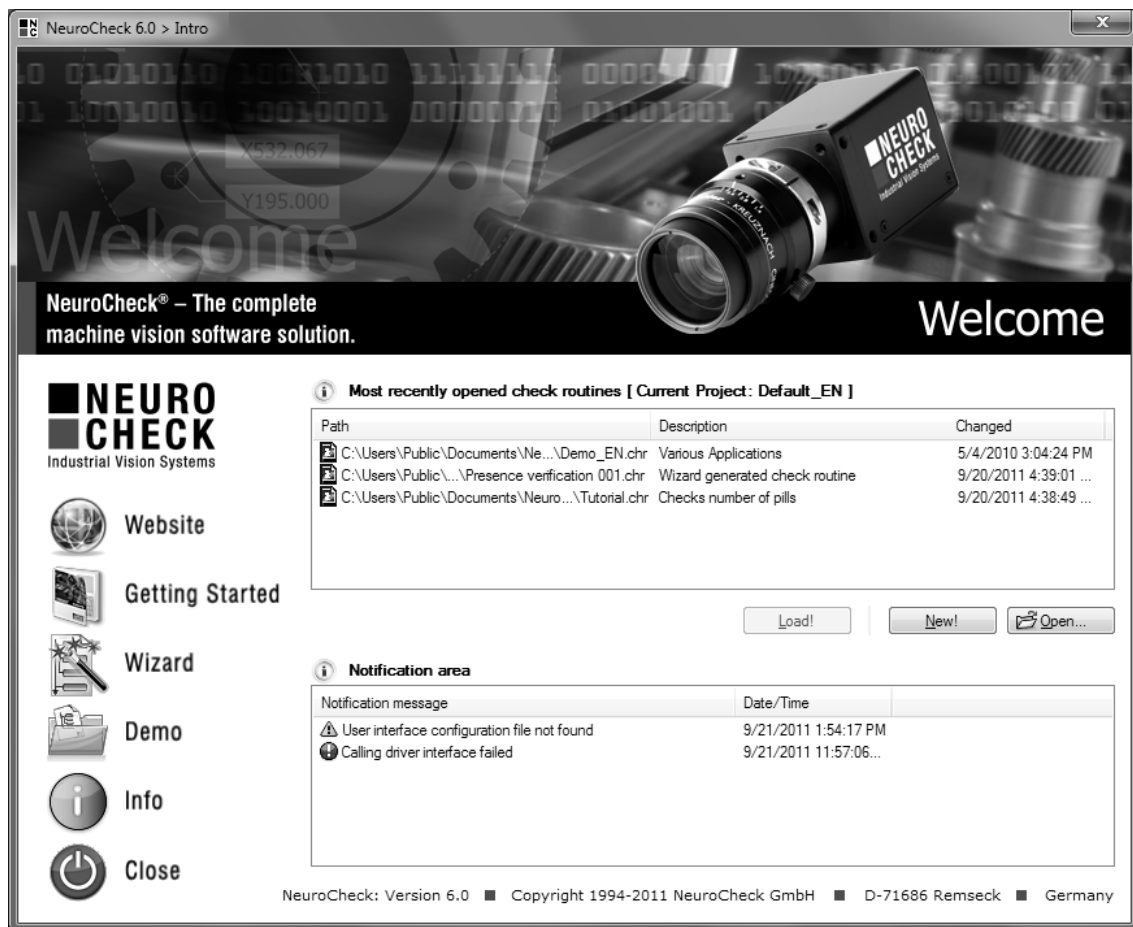 NeuroCheck 6.0 > Intro
X532.067
Y195.000
Welcome
NEURO
CHECK
Industrial Vision Systems
NeuroCheck® – The complete
machine vision software solution.
Welcome
NEURO
CHECK
Industrial Vision Systems
Website
Getting Started
Wizard
Demo
Info
Close
Most recently opened check routines [ Current Project: Default_EN ]
Path Description Changed
C:\Users\Public\Documents\Ne...\Demo_EN.chr Various Applications 5/4/2010 3:04:24 PM
C:\Users\Public\...\Presence verification 001.chr Wizard generated check routine 9/20/2011 4:39:01 ...
C:\Users\Public\Documents\Neuro...\Tutorial.chr Checks number of pills 9/20/2011 4:38:49 ...
Load! New! Open...
Notification area
Notification message Date/Time
User interface configuration file not found 9/21/2011 1:54:17 PM
Calling driver interface failed 9/21/2011 11:57:06...
NeuroCheck: Version 6.0 ■ Copyright 1994-2011 NeuroCheck GmbH ■ D-71686 Remseck ■ Germany